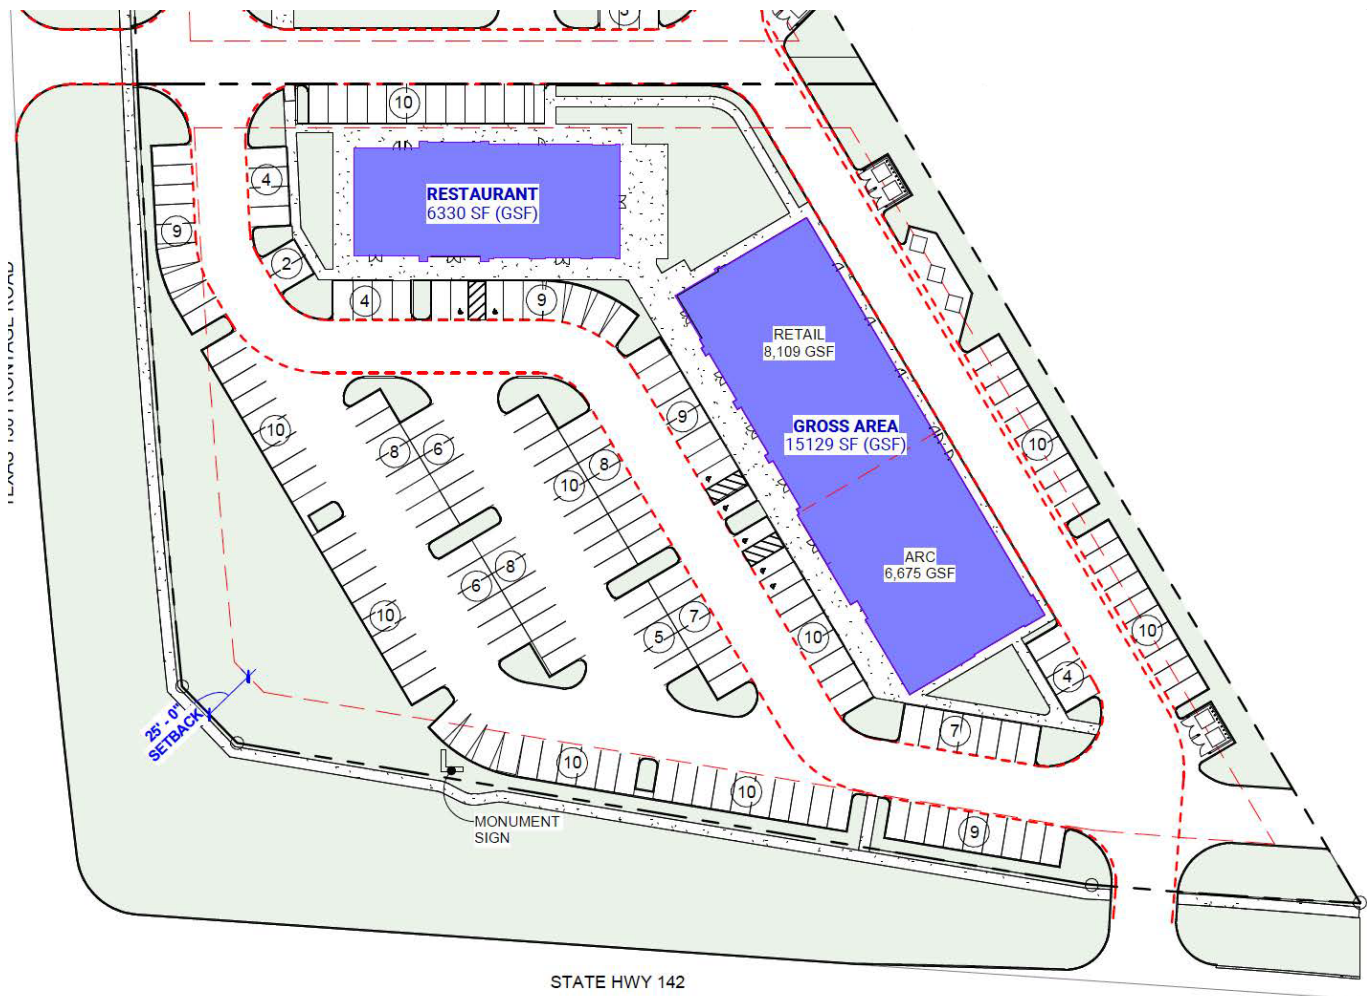 10
RESTAURANT
6330 SF (GSF)
4
9
2
4
9
RETAIL
8,109 GSF
9
GROSS AREA
15129 SF (GSF)
10
8
6
10
8
10
ARC
6,675 GSF
6
8
10
5
7
10
10
4
25' - 0"
SETBACK
7
10
10
9
MONUMENT
SIGN
STATE HWY 142